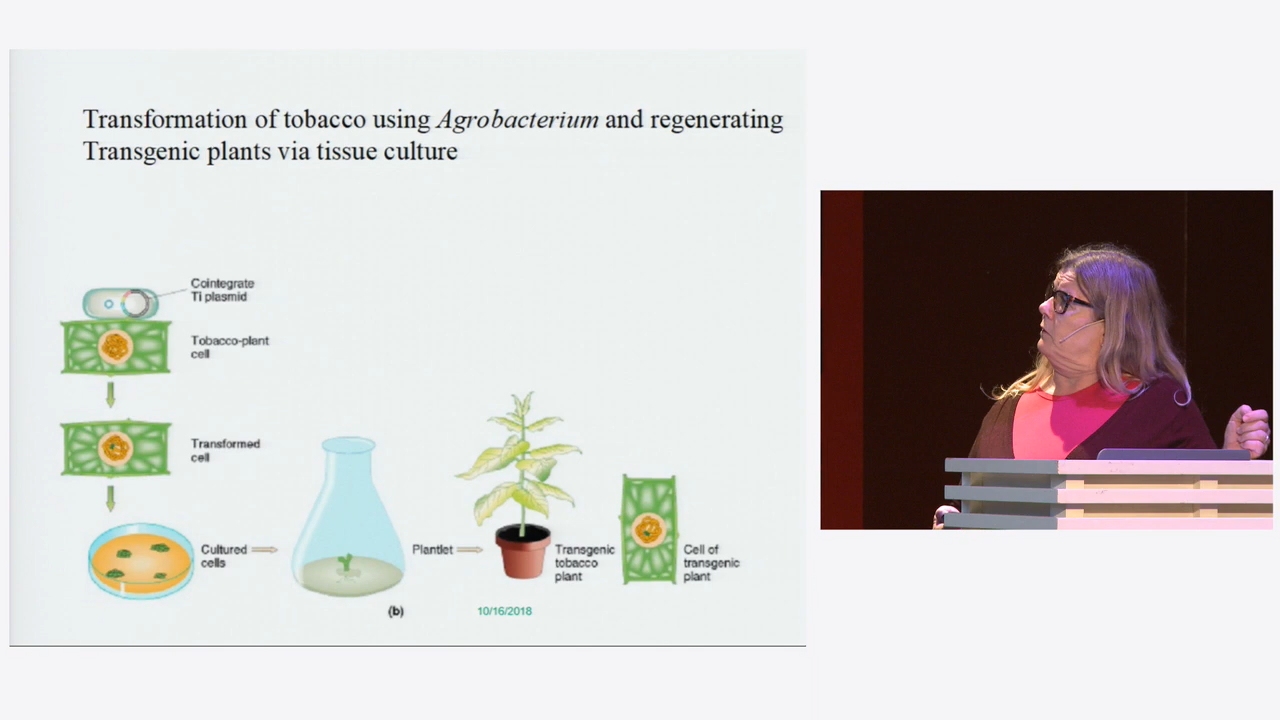 Transformation of tobacco using Agrobacterium and regenerating
Transgenic plants via tissue culture
Cointegrate
Ti plasmid
Tobacco-plant
cell
Transformed
cell
Cultured
cells
Plantlet
Transgenic
tobacco
plant
Cell of
transgenic
plant
(b)
10/16/2018